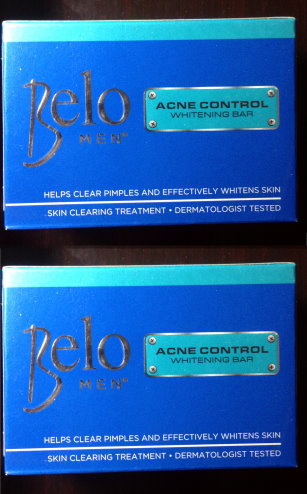 Belo
MEN®
ACNE CONTROL
WHITENING BAR
HELPS CLEAR PIMPLES AND EFFECTIVELY WHITENS SKIN
SKIN CLEARING TREATMENT • DERMATOLOGIST TESTED
Belo
MEN®
ACNE CONTROL
WHITENING BAR
HELPS CLEAR PIMPLES AND EFFECTIVELY WHITENS SKIN
SKIN CLEARING TREATMENT • DERMATOLOGIST TESTED